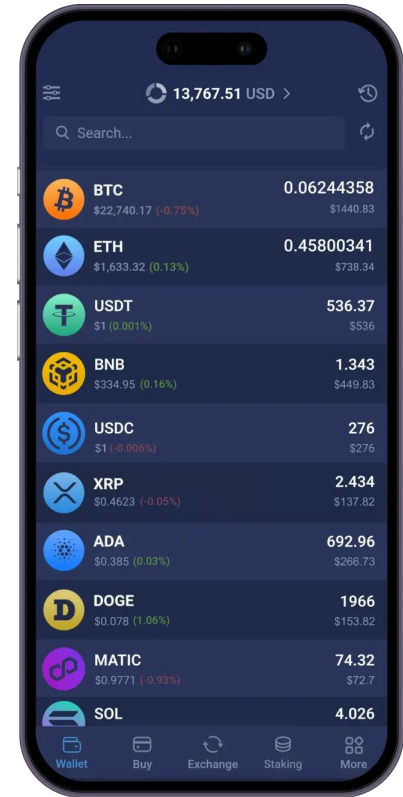 13,767.51 USD >
Search...
BTC 0.06244358
$22,740.17 (-0.75%) $1440.83
ETH 0.45800341
$1,633.32 (0.13%) $738.34
USDT 536.37
$1 (0.001%) $536
BNB 1.343
$334.95 (0.16%) $449.83
USDC 276
$1 (-0.006%) $276
XRP 2.434
$0.4623 (-0.05%) $137.82
ADA 692.96
$0.385 (0.03%) $266.73
DOGE 1966
$0.078 (1.06%) $153.82
MATIC 74.32
$0.9771 (-0.93%) $72.7
SOL 4.026
Wallet Buy Exchange Staking More